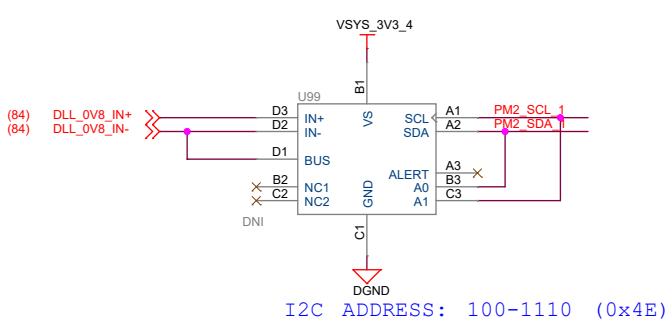 VSYS_3V3_4
B1
U99
(84) DLL_0V8_IN+ D3 IN+ VS SCL A1 PM2_SCL_1
(84) DLL_0V8_IN- D2 IN- SDA A2 PM2_SDA_1
D1 BUS
ALERT A3
B2 NC1 A0 B3
C2 NC2 GND A1 C3
DNI
C1
DGND
I2C ADDRESS: 100-1110 (0x4E)